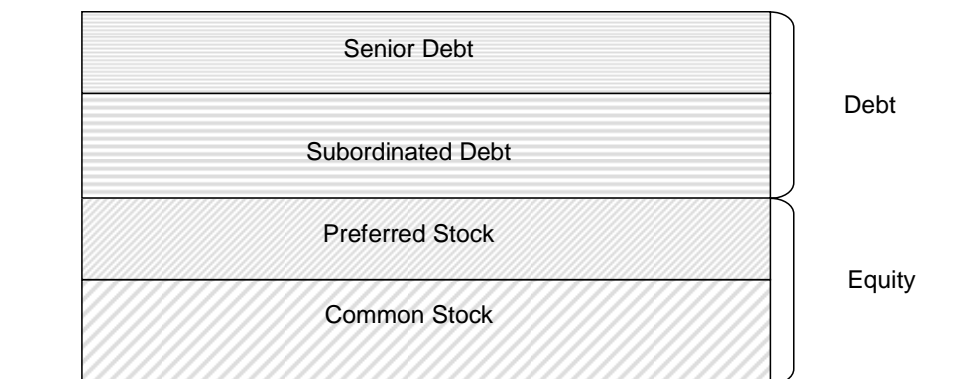 Senior Debt
Debt
Subordinated Debt
Preferred Stock
Equity
Common Stock